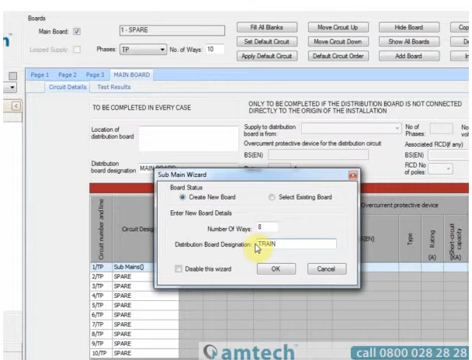 Boards
Main Board:
1 - SPARE
Looped Supply:
Phases: TP
No. of Ways: 10
Fill All Blanks
Move Circuit Up
Hide Board
Set Default Circuit
Move Circuit Down
Show All Boards
Apply Default Circuit
Default Circuit Order
Add Board
Page 1 Page 2 Page 3 MAIN BOARD
Circuit Details Test Results
TO BE COMPLETED IN EVERY CASE
ONLY TO BE COMPLETED IF THE DISTRIBUTION BOARD IS NOT CONNECTED
DIRECTLY TO THE ORIGIN OF THE INSTALLATION
Location of
distribution board
Supply to distribution
board is from:
No of
Phases:
Overcurrent protective device for the distribution circuit
Associated RCD(if any)
BS(EN)
BS(EN)
Distribution
board designation MAIN BOARD
RCD No
of poles:
Sub Main Wizard
Board Status
Create New Board
Select Existing Board
Enter New Board Details
Number Of Ways: 8
Distribution Board Designation: TRAIN
Disable this wizard
OK
Cancel
Circuit number and line
Circuit Desig
Overcurrent protective device
Type
Rating
(A)
Short-circuit
capacity
(kA)
1/TP Sub Mains()
2/TP SPARE
3/TP SPARE
4/TP SPARE
5/TP SPARE
6/TP SPARE
7/TP SPARE
8/TP SPARE
9/TP SPARE
10/TP SPARE
amtech
call 0800 028 28 28